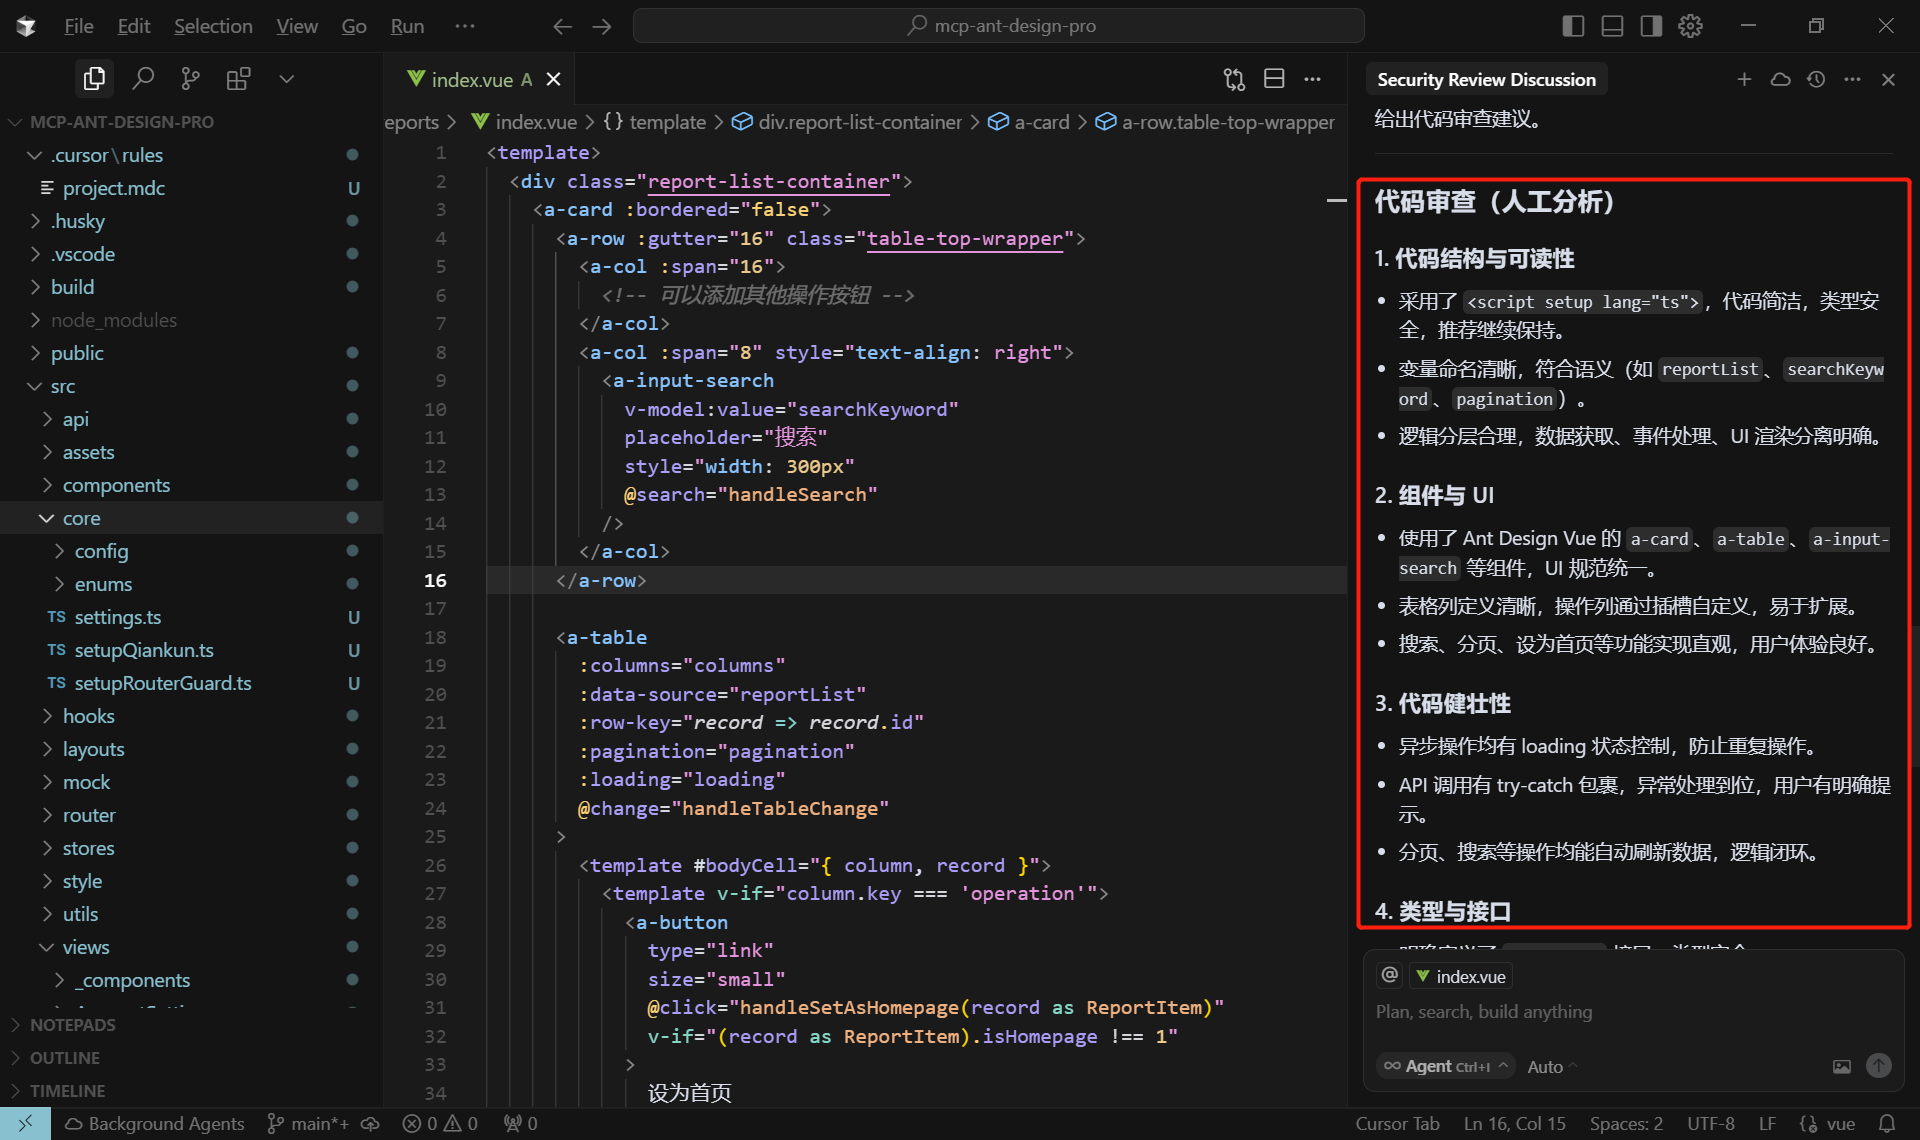 File Edit Selection View Go Run ··· mcp-ant-design-pro
MCP-ANT-DESIGN-PRO
.cursor\rules
project.mdc U
.husky
.vscode
build
node_modules
public
src
api
assets
components
core
config
enums
TS settings.ts U
TS setupQiankun.ts U
TS setupRouterGuard.ts U
hooks
layouts
mock
router
stores
style
utils
views
_components
NOTEPADS
OUTLINE
TIMELINE
index.vue A
eports > index.vue > {} template > div.report-list-container > a-card > a-row.table-top-wrapper
1 <template>
2 <div class="report-list-container">
3 <a-card :bordered="false">
4 <a-row :gutter="16" class="table-top-wrapper">
5 <a-col :span="16">
6 <!-- 可以添加其他操作按钮 -->
7 </a-col>
8 <a-col :span="8" style="text-align: right">
9 <a-input-search
10 v-model:value="searchKeyword"
11 placeholder="搜索"
12 style="width: 300px"
13 @search="handleSearch"
14 />
15 </a-col>
16 </a-row>
17
18 <a-table
19 :columns="columns"
20 :data-source="reportList"
21 :row-key="record => record.id"
22 :pagination="pagination"
23 :loading="loading"
24 @change="handleTableChange"
25 >
26 <template #bodyCell="{ column, record }">
27 <template v-if="column.key === 'operation'">
28 <a-button
29 type="link"
30 size="small"
31 @click="handleSetAsHomepage(record as ReportItem)"
32 v-if="(record as ReportItem).isHomepage !== 1"
33 >
34 设为首页
Security Review Discussion
给出代码审查建议。
代码审查（人工分析）
1. 代码结构与可读性
• 采用了 <script setup lang="ts">，代码简洁，类型安
全，推荐继续保持。
• 变量命名清晰，符合语义（如 reportList、searchKeyw
ord、pagination）。
• 逻辑分层合理，数据获取、事件处理、UI 渲染分离明确。
2. 组件与 UI
• 使用了 Ant Design Vue 的 a-card、a-table、a-input-
search 等组件，UI 规范统一。
• 表格列定义清晰，操作列通过插槽自定义，易于扩展。
• 搜索、分页、设为首页等功能实现直观，用户体验良好。
3. 代码健壮性
• 异步操作均有 loading 状态控制，防止重复操作。
• API 调用有 try-catch 包裹，异常处理到位，用户有明确提
示。
• 分页、搜索等操作均能自动刷新数据，逻辑闭环。
4. 类型与接口
@ index.vue
Plan, search, build anything
∞ Agent Ctrl+I Auto
Background Agents main*+ 0 0 0 Cursor Tab Ln 16, Col 15 Spaces: 2 UTF-8 LF vue